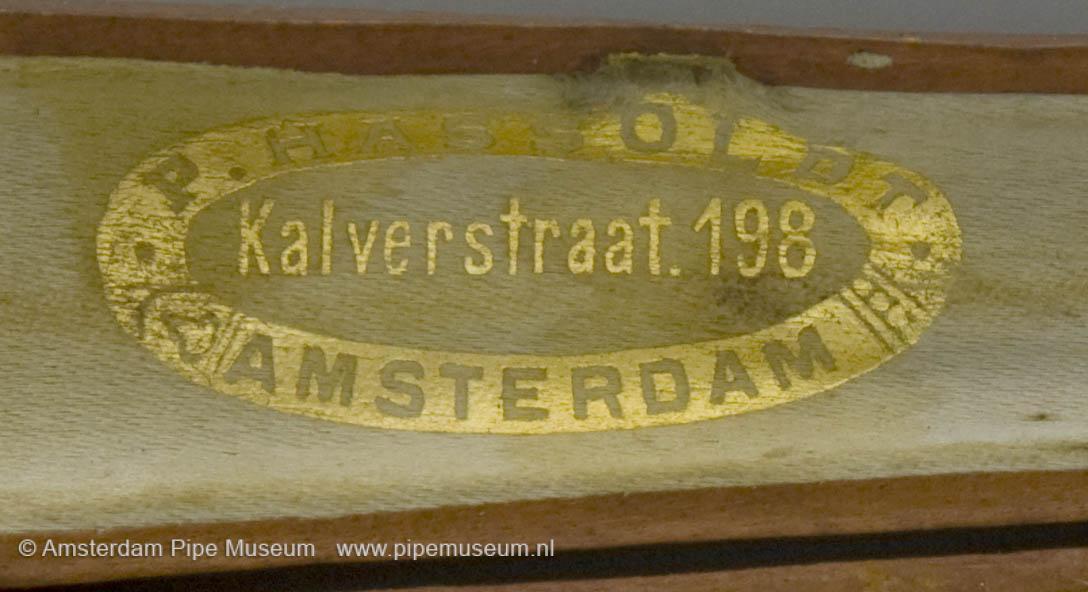 P. HASSOLDT
Kalverstraat. 198
AMSTERDAM
© Amsterdam Pipe Museum www.pipemuseum.nl